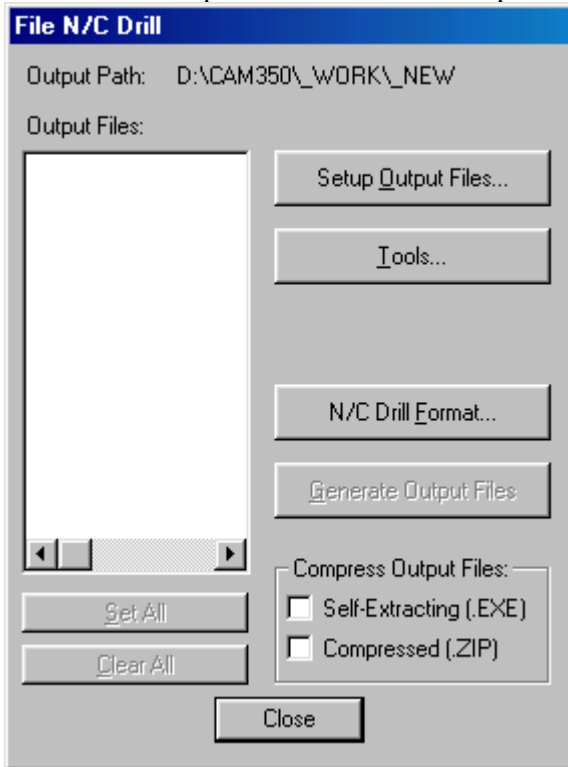 File N/C Drill
Output Path: D:\CAM350\_WORK\_NEW
Output Files:
Setup Output Files...
Tools...
N/C Drill Format...
Generate Output Files
Compress Output Files:
Self-Extracting (.EXE)
Compressed (.ZIP)
Set All
Clear All
Close